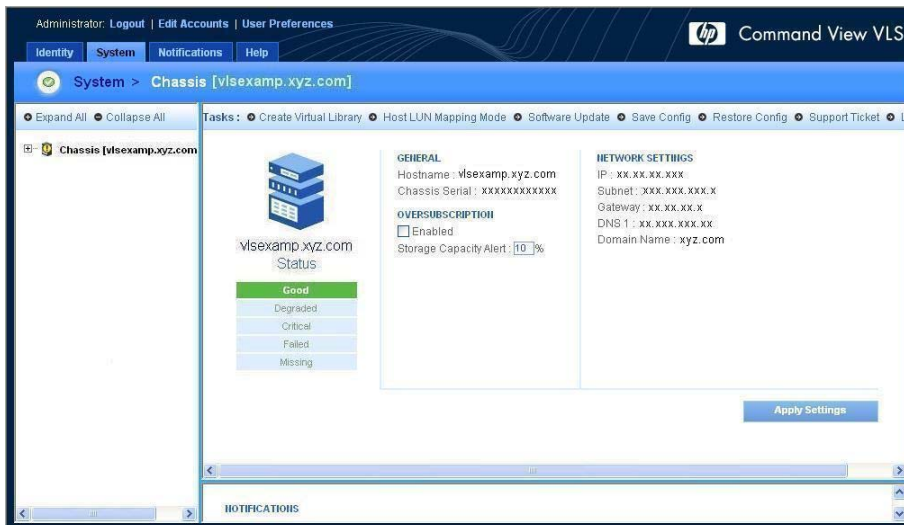 Administrator: Logout | Edit Accounts | User Preferences
hp Command View VLS
Identity System Notifications Help
System > Chassis [vlsexamp.xyz.com]
Expand All Collapse All
Tasks : Create Virtual Library Host LUN Mapping Mode Software Update Save Config Restore Config Support Ticket
Chassis [vlsexamp.xyz.com
vlsexamp.xyz.com
Status
Good
Degraded
Critical
Failed
Missing
GENERAL
Hostname : vlsexamp.xyz.com
Chassis Serial : xxxxxxxxxxxx
OVERSUBSCRIPTION
Enabled
Storage Capacity Alert : 10 %
NETWORK SETTINGS
IP : xx.xx.xx.xxx
Subnet : xxx.xxx.xxx.x
Gateway : xx.xx.xx.x
DNS 1 : xx.xxx.xxx.xx
Domain Name : xyz.com
Apply Settings
NOTIFICATIONS